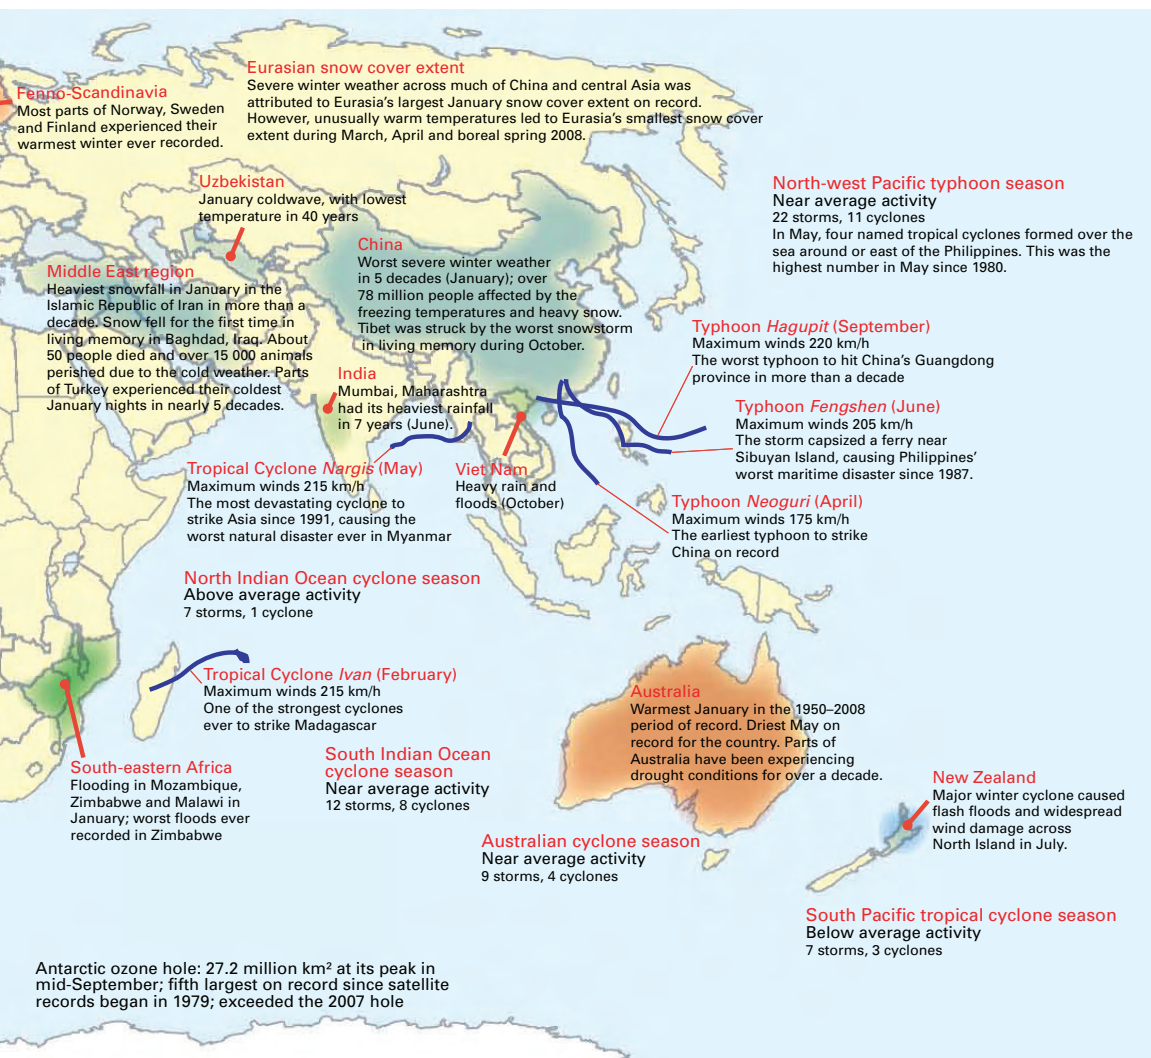 Eurasian snow cover extent
Severe winter weather across much of China and central Asia was
attributed to Eurasia's largest January snow cover extent on record.
However, unusually warm temperatures led to Eurasia's smallest snow cover
extent during March, April and boreal spring 2008.
Fenno-Scandinavia
Most parts of Norway, Sweden
and Finland experienced their
warmest winter ever recorded.
Uzbekistan
January coldwave, with lowest
temperature in 40 years
North-west Pacific typhoon season
Near average activity
22 storms, 11 cyclones
In May, four named tropical cyclones formed over the
sea around or east of the Philippines. This was the
highest number in May since 1980.
China
Worst severe winter weather
in 5 decades (January); over
78 million people affected by the
freezing temperatures and heavy snow.
Tibet was struck by the worst snowstorm
in living memory during October.
Middle East region
Heaviest snowfall in January in the
Islamic Republic of Iran in more than a
decade. Snow fell for the first time in
living memory in Baghdad, Iraq. About
50 people died and over 15 000 animals
perished due to the cold weather. Parts
of Turkey experienced their coldest
January nights in nearly 5 decades.
Typhoon Hagupit (September)
Maximum winds 220 km/h
The worst typhoon to hit China's Guangdong
province in more than a decade
India
Mumbai, Maharashtra
had its heaviest rainfall
in 7 years (June).
Typhoon Fengshen (June)
Maximum winds 205 km/h
The storm capsized a ferry near
Sibuyan Island, causing Philippines'
worst maritime disaster since 1987.
Tropical Cyclone Nargis (May)
Maximum winds 215 km/h
The most devastating cyclone to
strike Asia since 1991, causing the
worst natural disaster ever in Myanmar
Viet Nam
Heavy rain and
floods (October)
Typhoon Neoguri (April)
Maximum winds 175 km/h
The earliest typhoon to strike
China on record
North Indian Ocean cyclone season
Above average activity
7 storms, 1 cyclone
Tropical Cyclone Ivan (February)
Maximum winds 215 km/h
One of the strongest cyclones
ever to strike Madagascar
Australia
Warmest January in the 1950–2008
period of record. Driest May on
record for the country. Parts of
Australia have been experiencing
drought conditions for over a decade.
South Indian Ocean
cyclone season
Near average activity
12 storms, 8 cyclones
South-eastern Africa
Flooding in Mozambique,
Zimbabwe and Malawi in
January; worst floods ever
recorded in Zimbabwe
New Zealand
Major winter cyclone caused
flash floods and widespread
wind damage across
North Island in July.
Australian cyclone season
Near average activity
9 storms, 4 cyclones
South Pacific tropical cyclone season
Below average activity
7 storms, 3 cyclones
Antarctic ozone hole: 27.2 million km² at its peak in
mid-September; fifth largest on record since satellite
records began in 1979; exceeded the 2007 hole